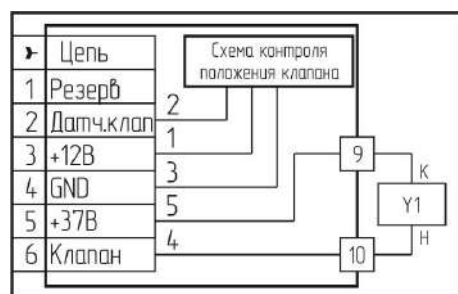 Цепь
1 Резерв
2 Датч.клап
3 +12В
4 GND
5 +37В
6 Клапан
Схема контроля
положения клапана
2
1
3
5
4
9
10
К
Y1
Н